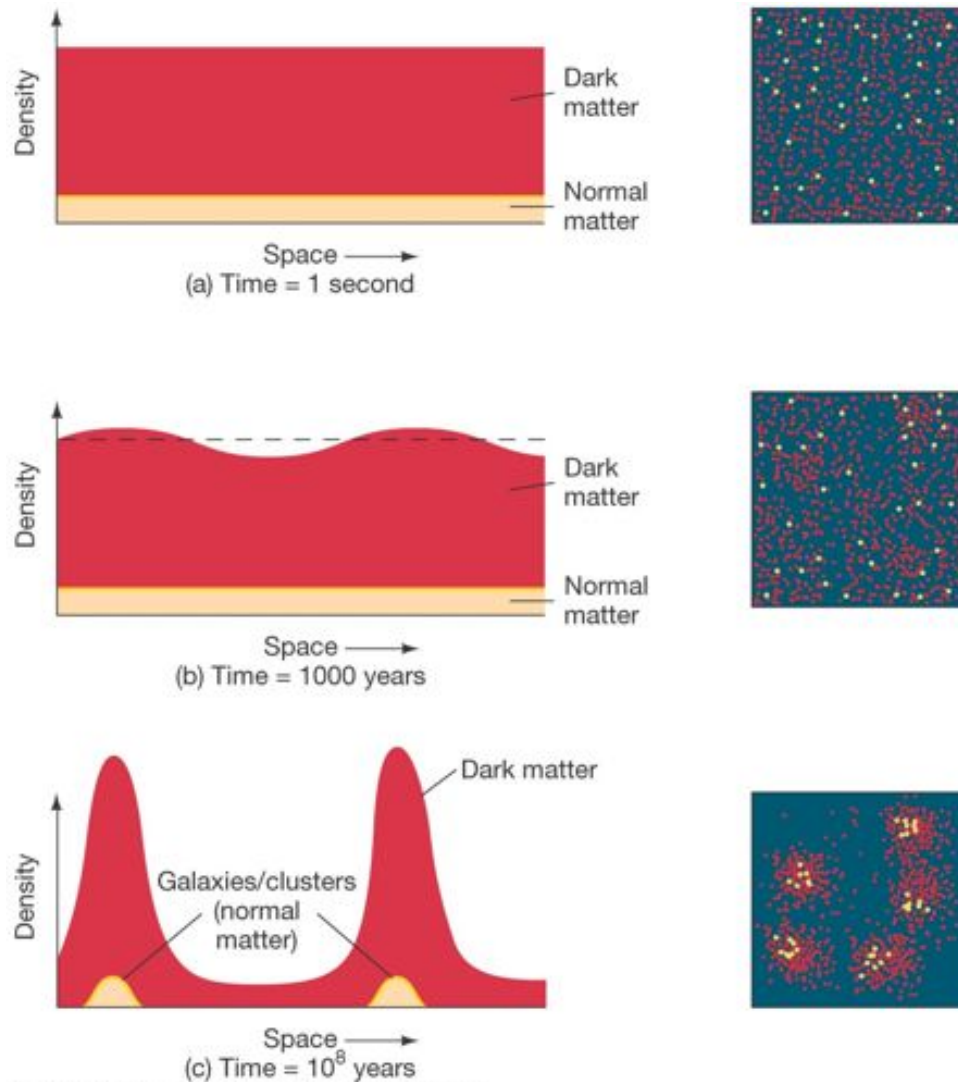 Density
Dark
matter
Normal
matter
Space
(a) Time = 1 second
Density
Dark
matter
Normal
matter
Space
(b) Time = 1000 years
Density
Dark matter
Galaxies/clusters
(normal
matter)
Space
(c) Time = 10⁸ years